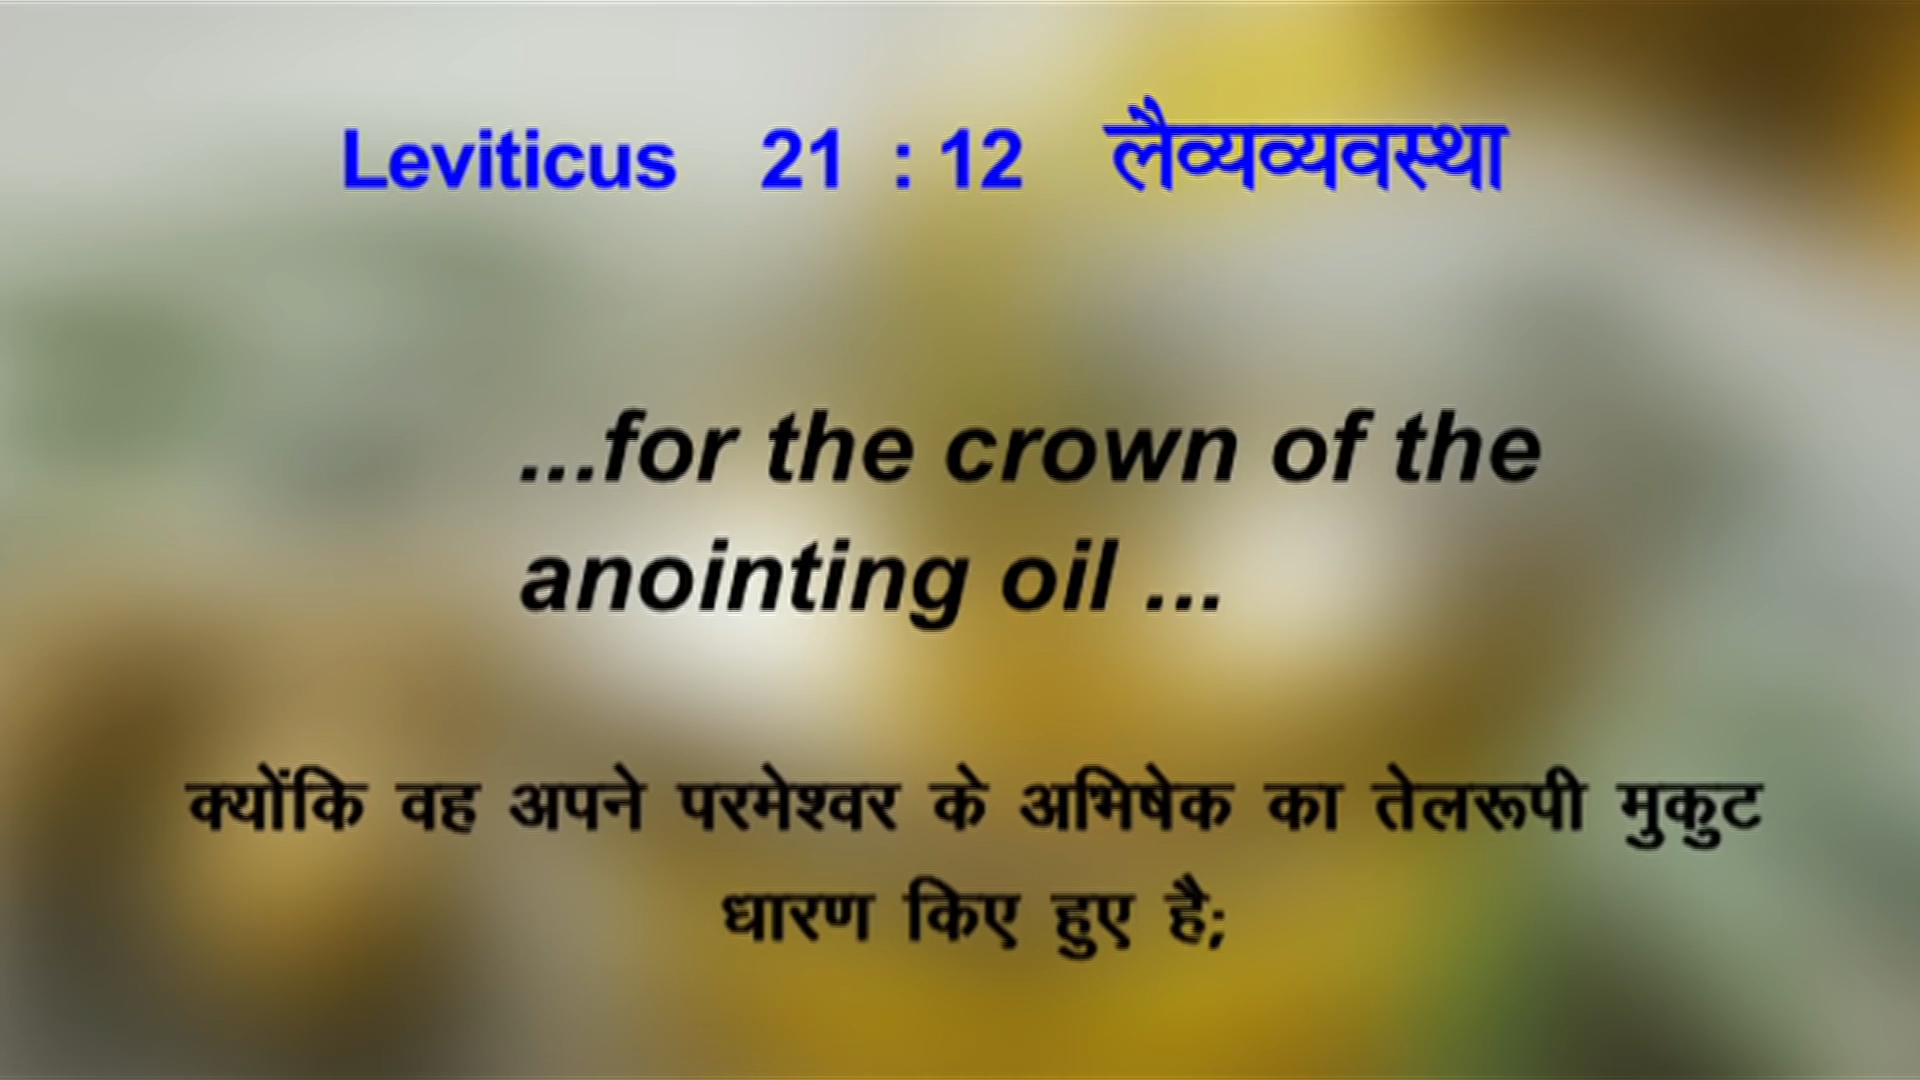 Leviticus 21 : 12 लैव्यव्यवस्था
...for the crown of the
anointing oil ...
क्योंकि वह अपने परमेश्वर के अभिषेक का तेलरूपी मुकुट
धारण किए हुए है;